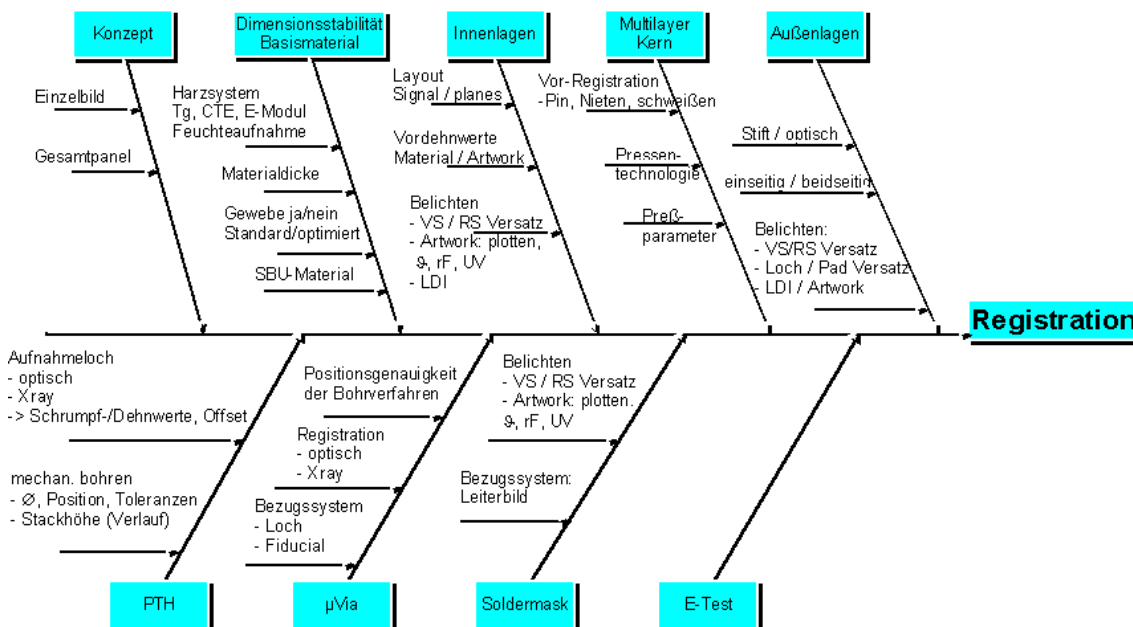 Konzept
Dimensionsstabilität
Basismaterial
Innenlagen
Multilayer
Kern
Außenlagen
Einzelbild
Gesamtpanel
Harzsystem
Tg, CTE, E-Modul
Feuchteaufnahme
Materialdicke
Gewebe ja/nein
Standard/optimiert
SBU-Material
Layout
Signal / planes
Vordehnwerte
Material / Artwork
Belichten
- VS / RS Versatz
- Artwork: plotten,
ϑ, rF, UV
- LDI
Vor-Registration
-Pin, Nieten, schweißen
Pressen-
technologie
Preß-
parameter
Stift / optisch
einseitig / beidseitig
Belichten:
- VS/RS Versatz
- Loch / Pad Versatz
- LDI / Artwork
Registration
Aufnahmeloch
- optisch
- Xray
-> Schrumpf-/Dehnwerte, Offset
mechan. bohren
- Ø, Position, Toleranzen
- Stackhöhe (Verlauf)
Positionsgenauigkeit
der Bohrverfahren
Registration
- optisch
- Xray
Bezugssystem
- Loch
- Fiducial
Belichten
- VS / RS Versatz
- Artwork: plotten.
ϑ, rF, UV
Bezugssystem:
Leiterbild
PTH
µVia
Soldermask
E-Test